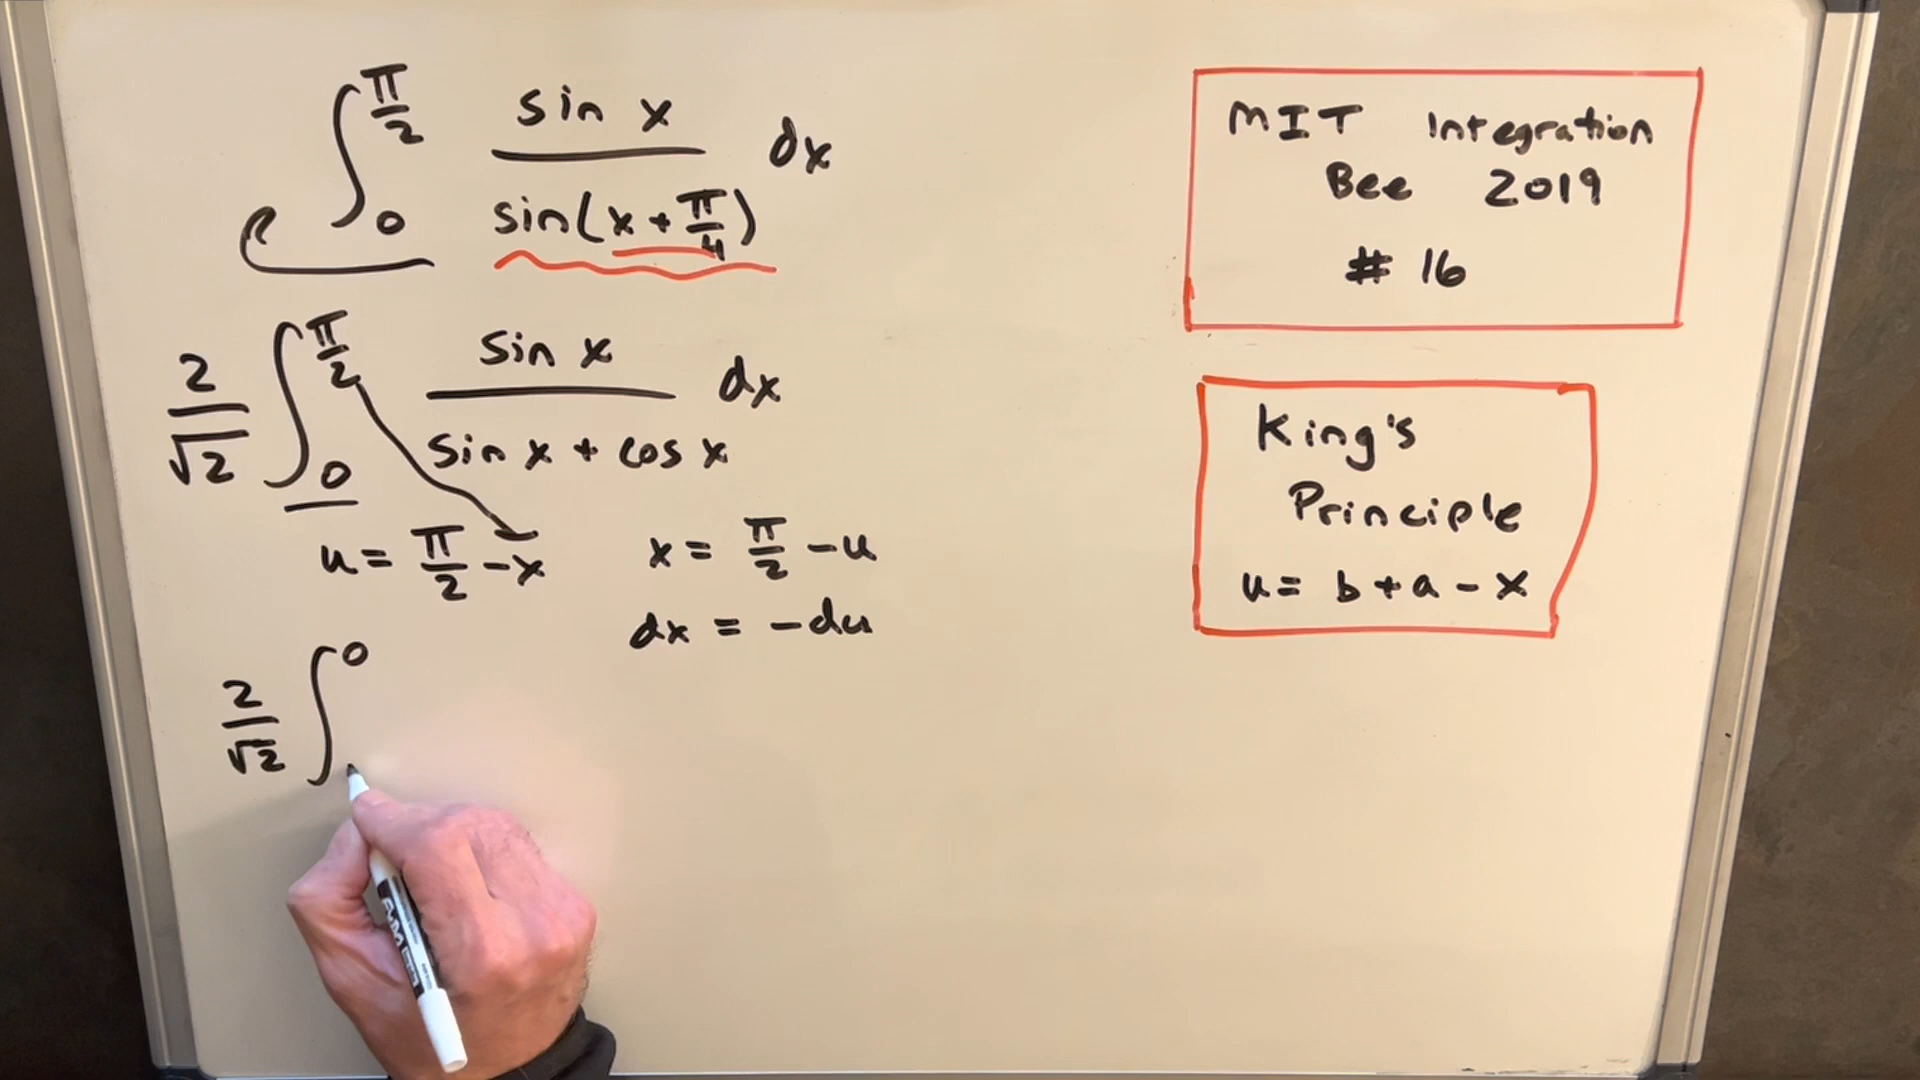 ∫₀^{π/2} sin x / sin(x + π/4) dx
2/√2 ∫₀^{π/2} sin x / (sin x + cos x) dx
u = π/2 - x
x = π/2 - u
dx = - du
2/√2 ∫^0
MIT Integration
Bee 2019
# 16
King's
Principle
u = b + a - x
EXPO